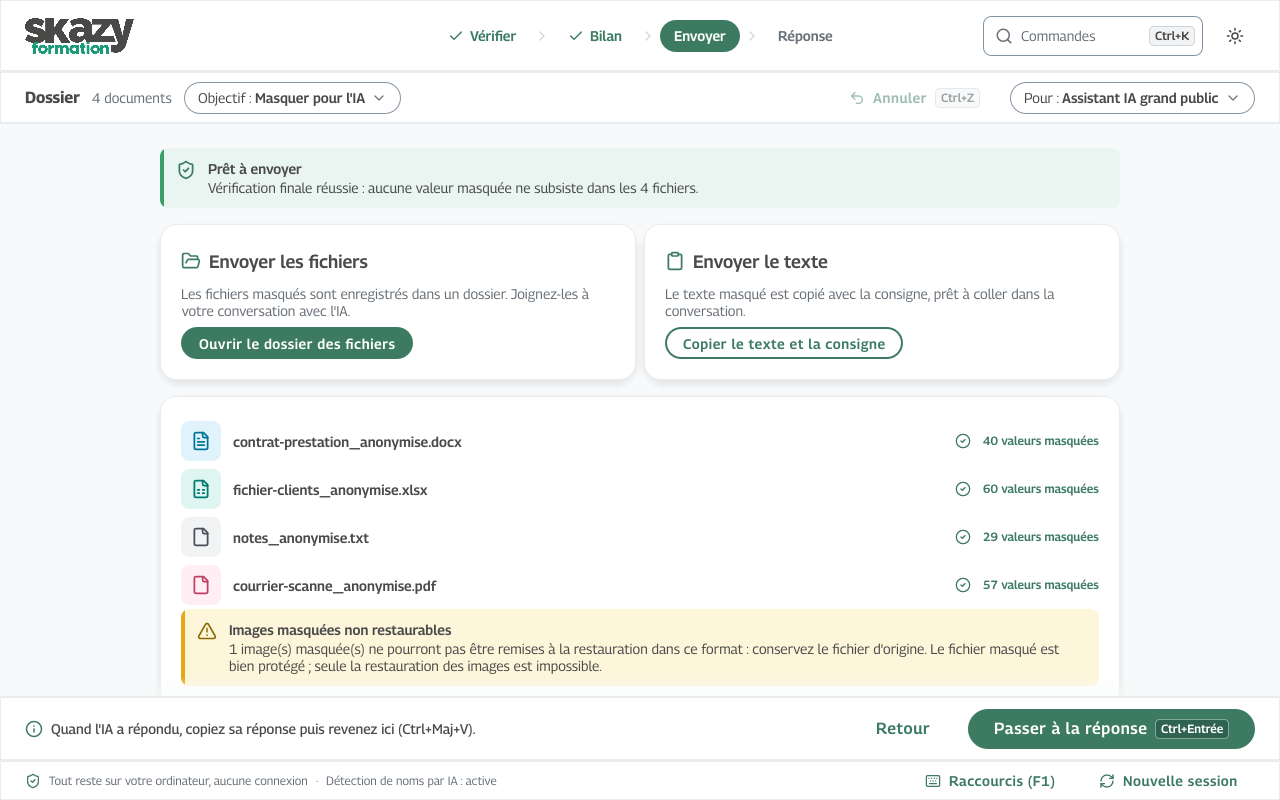 skazy
formation
Vérifier
Bilan
Envoyer
Réponse
Commandes
Ctrl+K
Dossier
4 documents
Objectif : Masquer pour l'IA
Annuler
Ctrl+Z
Pour : Assistant IA grand public
Prêt à envoyer
Vérification finale réussie : aucune valeur masquée ne subsiste dans les 4 fichiers.
Envoyer les fichiers
Les fichiers masqués sont enregistrés dans un dossier. Joignez-les à
votre conversation avec l'IA.
Ouvrir le dossier des fichiers
Envoyer le texte
Le texte masqué est copié avec la consigne, prêt à coller dans la
conversation.
Copier le texte et la consigne
contrat-prestation_anonymise.docx
40 valeurs masquées
fichier-clients_anonymise.xlsx
60 valeurs masquées
notes_anonymise.txt
29 valeurs masquées
courrier-scanne_anonymise.pdf
57 valeurs masquées
Images masquées non restaurables
1 image(s) masquée(s) ne pourront pas être remises à la restauration dans ce format : conservez le fichier d'origine. Le fichier masqué est
bien protégé ; seule la restauration des images est impossible.
Quand l'IA a répondu, copiez sa réponse puis revenez ici (Ctrl+Maj+V).
Retour
Passer à la réponse
Ctrl+Entrée
Tout reste sur votre ordinateur, aucune connexion · Détection de noms par IA : active
Raccourcis (F1)
Nouvelle session